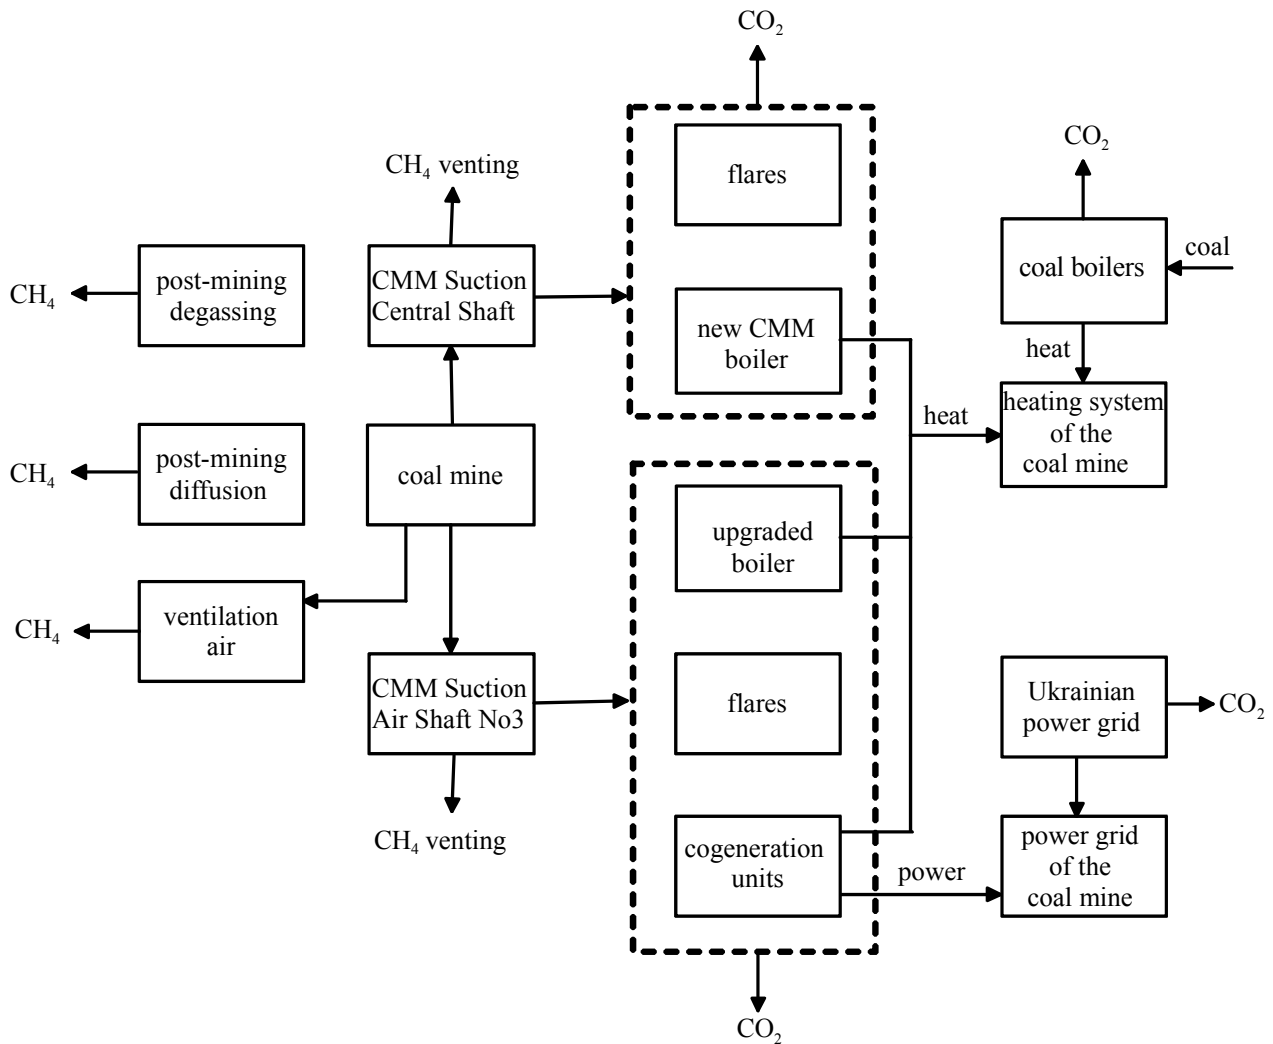 CO₂
CH₄ venting
flares
CO₂
coal boilers
coal
CH₄
post-mining
degassing
CMM Suction
Central Shaft
new CMM
boiler
heat
heating system
of the
coal mine
heat
CH₄
post-mining
diffusion
coal mine
upgraded
boiler
CH₄
ventilation
air
CMM Suction
Air Shaft No3
flares
Ukrainian
power grid
CO₂
CH₄ venting
cogeneration
units
power
power grid
of the
coal mine
CO₂